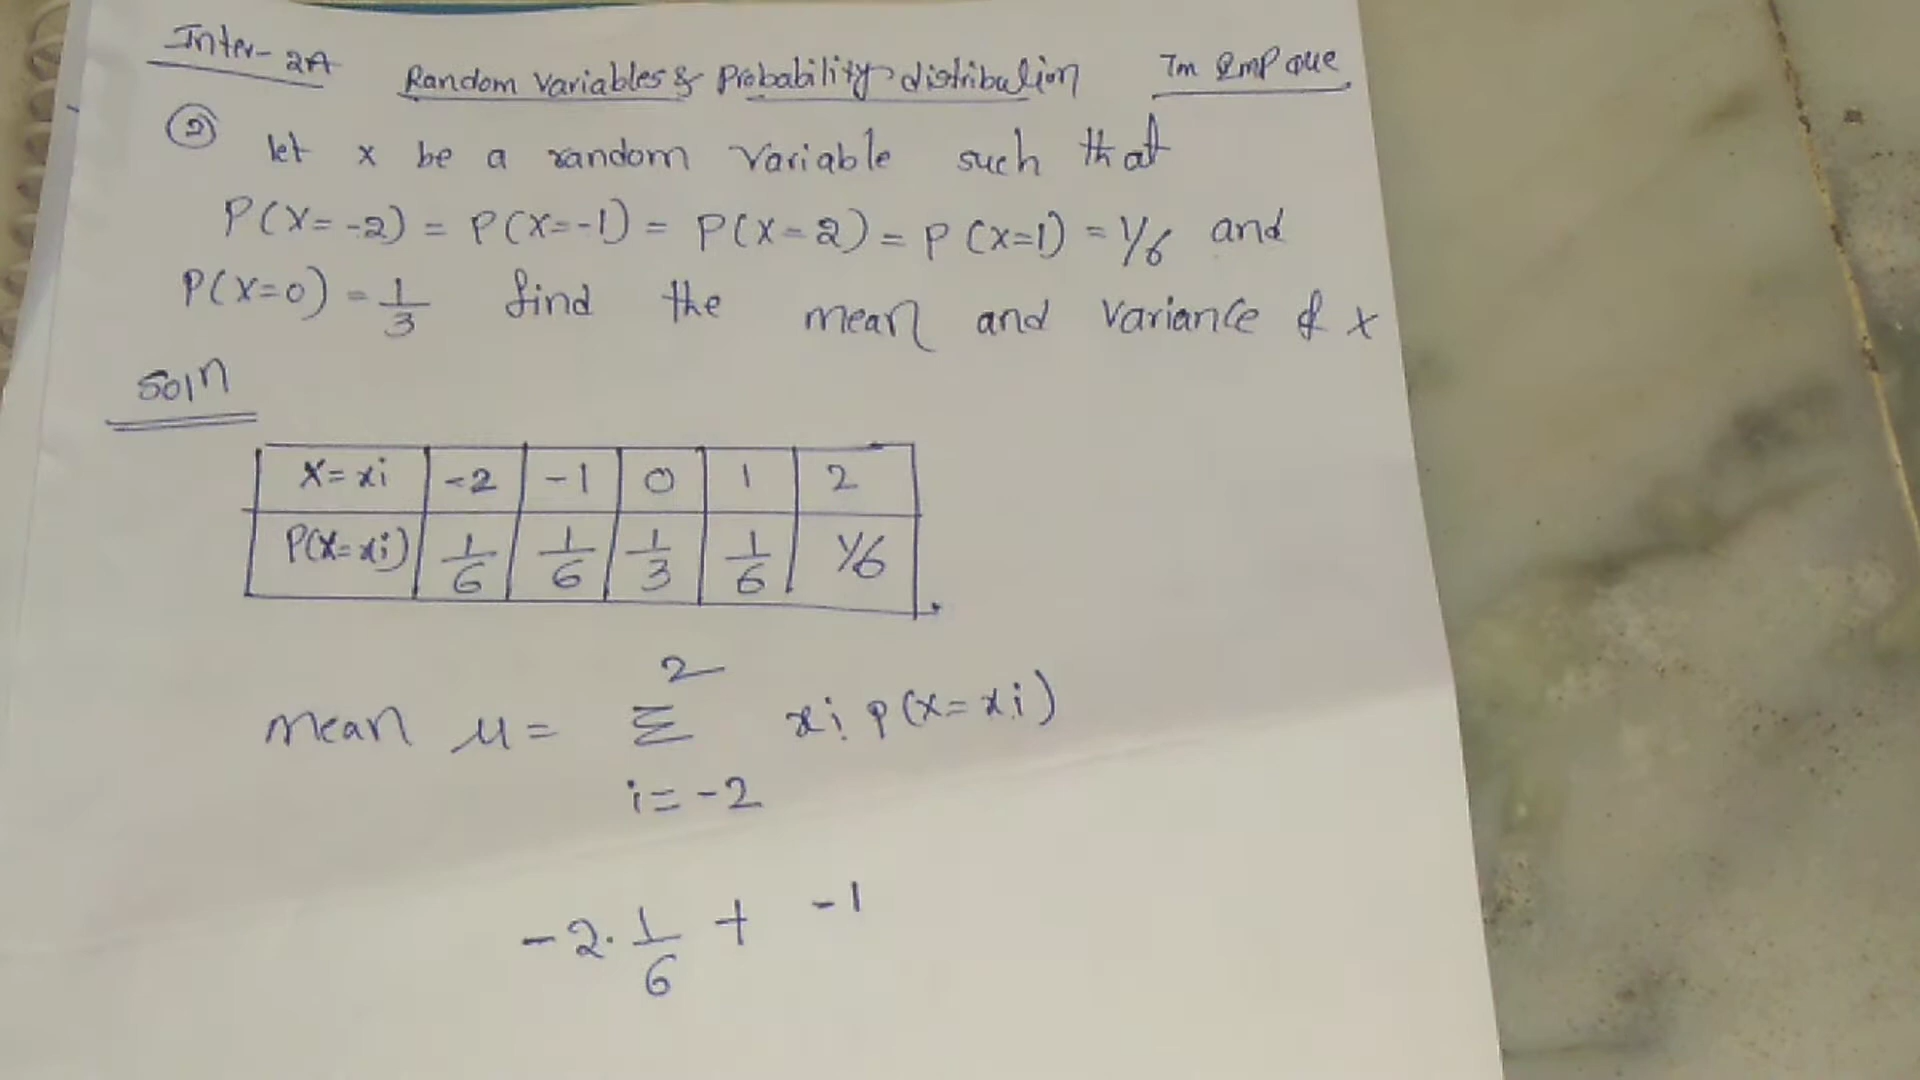 Inter-2A Random Variables & Probability distribution 7m Imp que
② let x be a random variable such that
P(X=-2) = P(X=-1) = P(X=2) = P(X=1) = 1/6 and
P(X=0) = 1/3 find the mean and variance of x
Soln
X=xi -2 -1 0 1 2
P(X=xi) 1/6 1/6 1/3 1/6 1/6
mean μ = 2 Σ i=-2 xi P(X=xi)
-2. 1/6 + -1